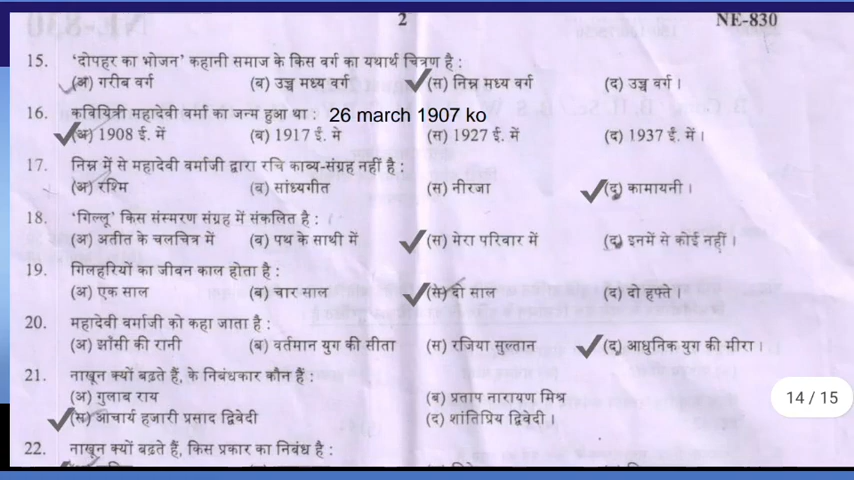 2
NE-830
15. 'दोपहर का भोजन' कहानी समाज के किस वर्ग का यथार्थ चित्रण है :
(अ) गरीब वर्ग (ब) उच्च मध्य वर्ग (स) निम्न मध्य वर्ग (द) उच्च वर्ग ।
16. कवियित्री महादेवी वर्मा का जन्म हुआ था : 26 march 1907 ko
(अ) 1908 ई. में (ब) 1917 ई. मे (स) 1927 ई. में (द) 1937 ई. में ।
17. निम्न में से महादेवी वर्माजी द्वारा रचि काव्य-संग्रह नहीं है :
(अ) रश्मि (ब) सांध्यगीत (स) नीरजा (द) कामायनी ।
18. 'गिल्लू' किस संस्मरण संग्रह में संकलित है :
(अ) अतीत के चलचित्र में (ब) पथ के साथी में (स) मेरा परिवार में (द) इनमें से कोई नहीं ।
19. गिलहरियों का जीवन काल होता है :
(अ) एक साल (ब) चार साल (स) दो साल (द) दो हफ्ते ।
20. महादेवी वर्माजी को कहा जाता है :
(अ) झाँसी की रानी (ब) वर्तमान युग की सीता (स) रजिया सुल्तान (द) आधुनिक युग की मीरा ।
21. नाखून क्यों बढ़ते हैं, के निबंधकार कौन हैं :
(अ) गुलाब राय (ब) प्रताप नारायण मिश्र
(स) आचार्य हजारी प्रसाद द्विवेदी (द) शांतिप्रिय द्विवेदी ।
14 / 15
22. नाखून क्यों बढ़ते हैं, किस प्रकार का निबंध है :